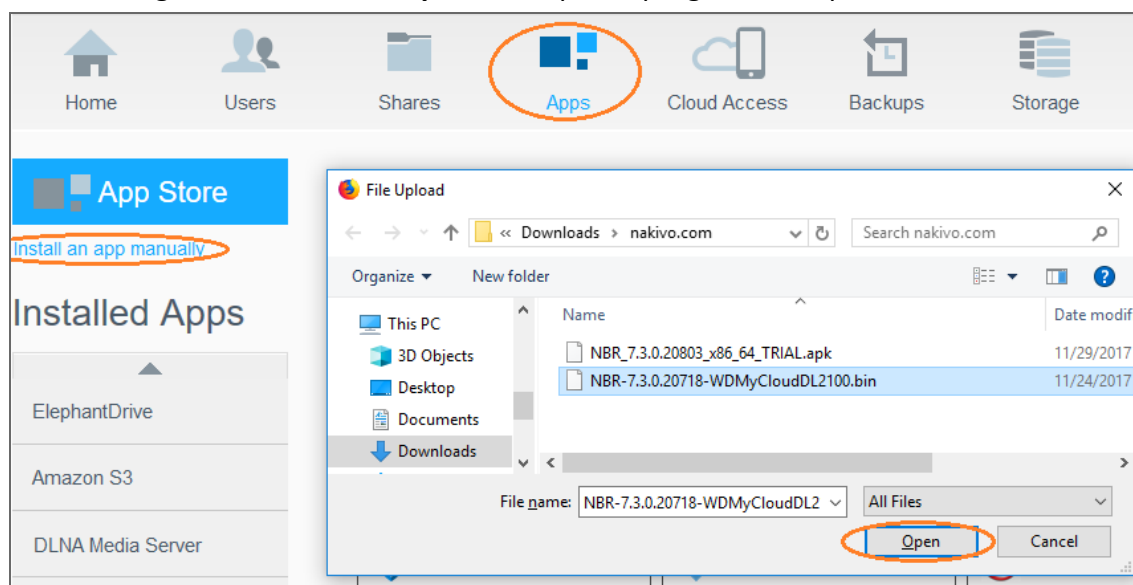 Home Users Shares Apps Cloud Access Backups Storage
App Store
Install an app manually
Installed Apps
ElephantDrive
Amazon S3
DLNA Media Server
File Upload
« Downloads › nakivo.com
Search nakivo.com
Organize New folder
This PC
3D Objects
Desktop
Documents
Downloads
Name Date modif
NBR_7.3.0.20803_x86_64_TRIAL.apk 11/29/2017
NBR-7.3.0.20718-WDMyCloudDL2100.bin 11/24/2017
File name: NBR-7.3.0.20718-WDMyCloudDL2 All Files
Open Cancel